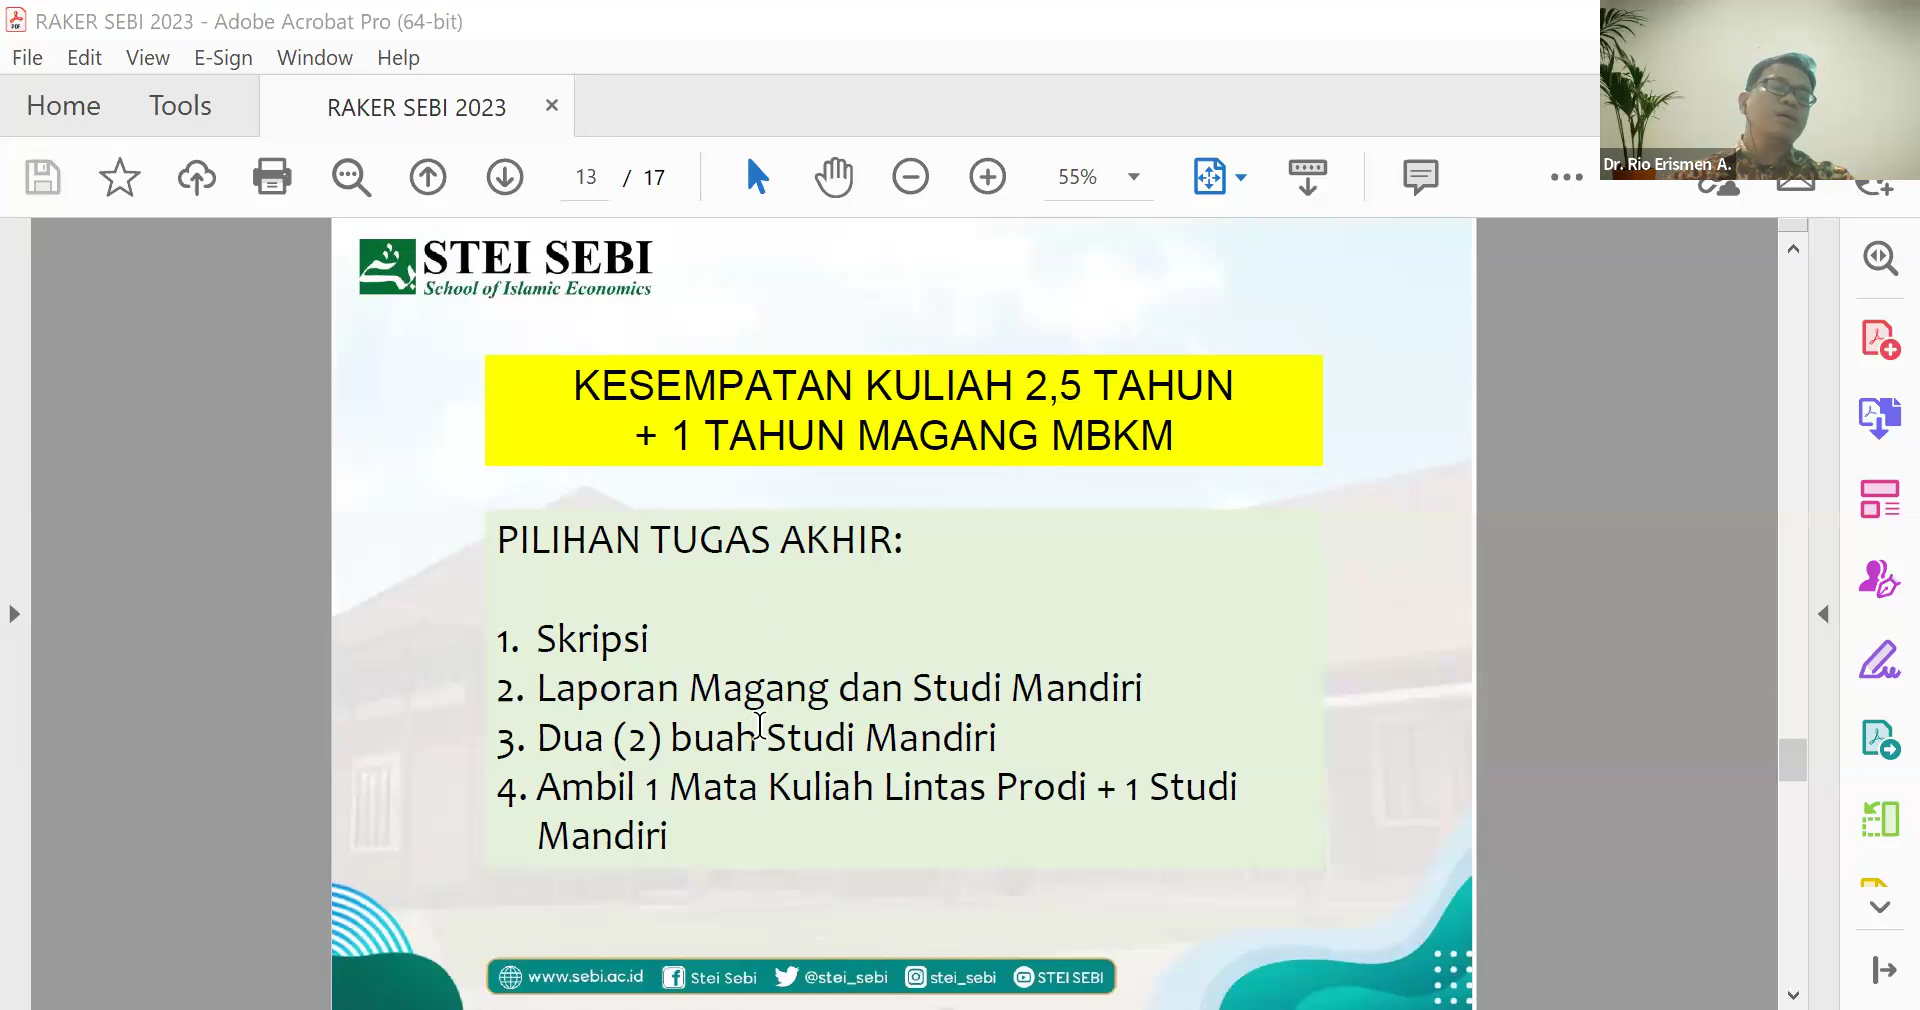 RAKER SEBI 2023 - Adobe Acrobat Pro (64-bit)
File Edit View E-Sign Window Help
Home Tools RAKER SEBI 2023
13 / 17 55%
Dr. Rio Erismen A.
STEI SEBI
School of Islamic Economics
KESEMPATAN KULIAH 2,5 TAHUN
+ 1 TAHUN MAGANG MBKM
PILIHAN TUGAS AKHIR:
1. Skripsi
2. Laporan Magang dan Studi Mandiri
3. Dua (2) buah Studi Mandiri
4. Ambil 1 Mata Kuliah Lintas Prodi + 1 Studi
Mandiri
www.sebi.ac.id Stei Sebi @stei_sebi stei_sebi STEI SEBI